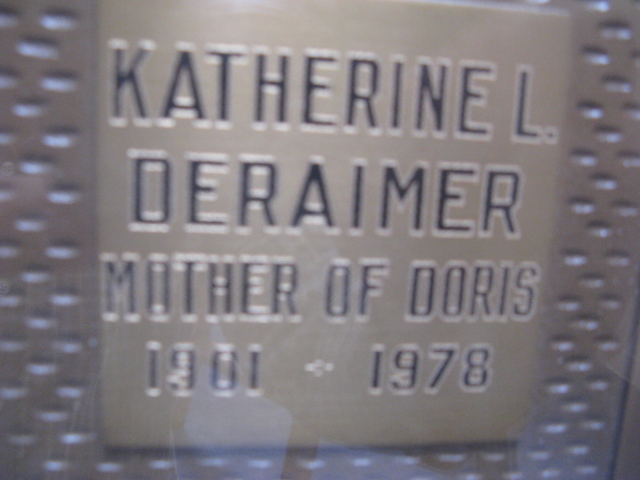 KATHERINE L.
DERAIMER
MOTHER OF DORIS
1901 + 1978